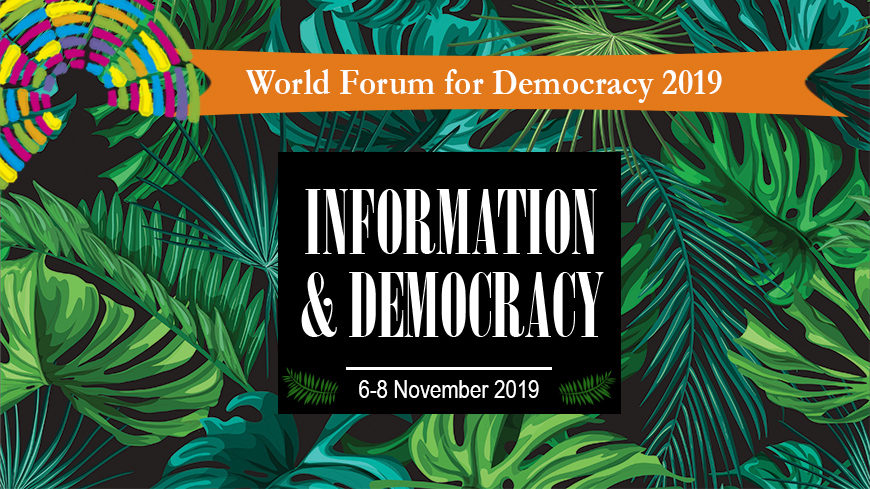 World Forum for Democracy 2019
INFORMATION
& DEMOCRACY
6-8 November 2019